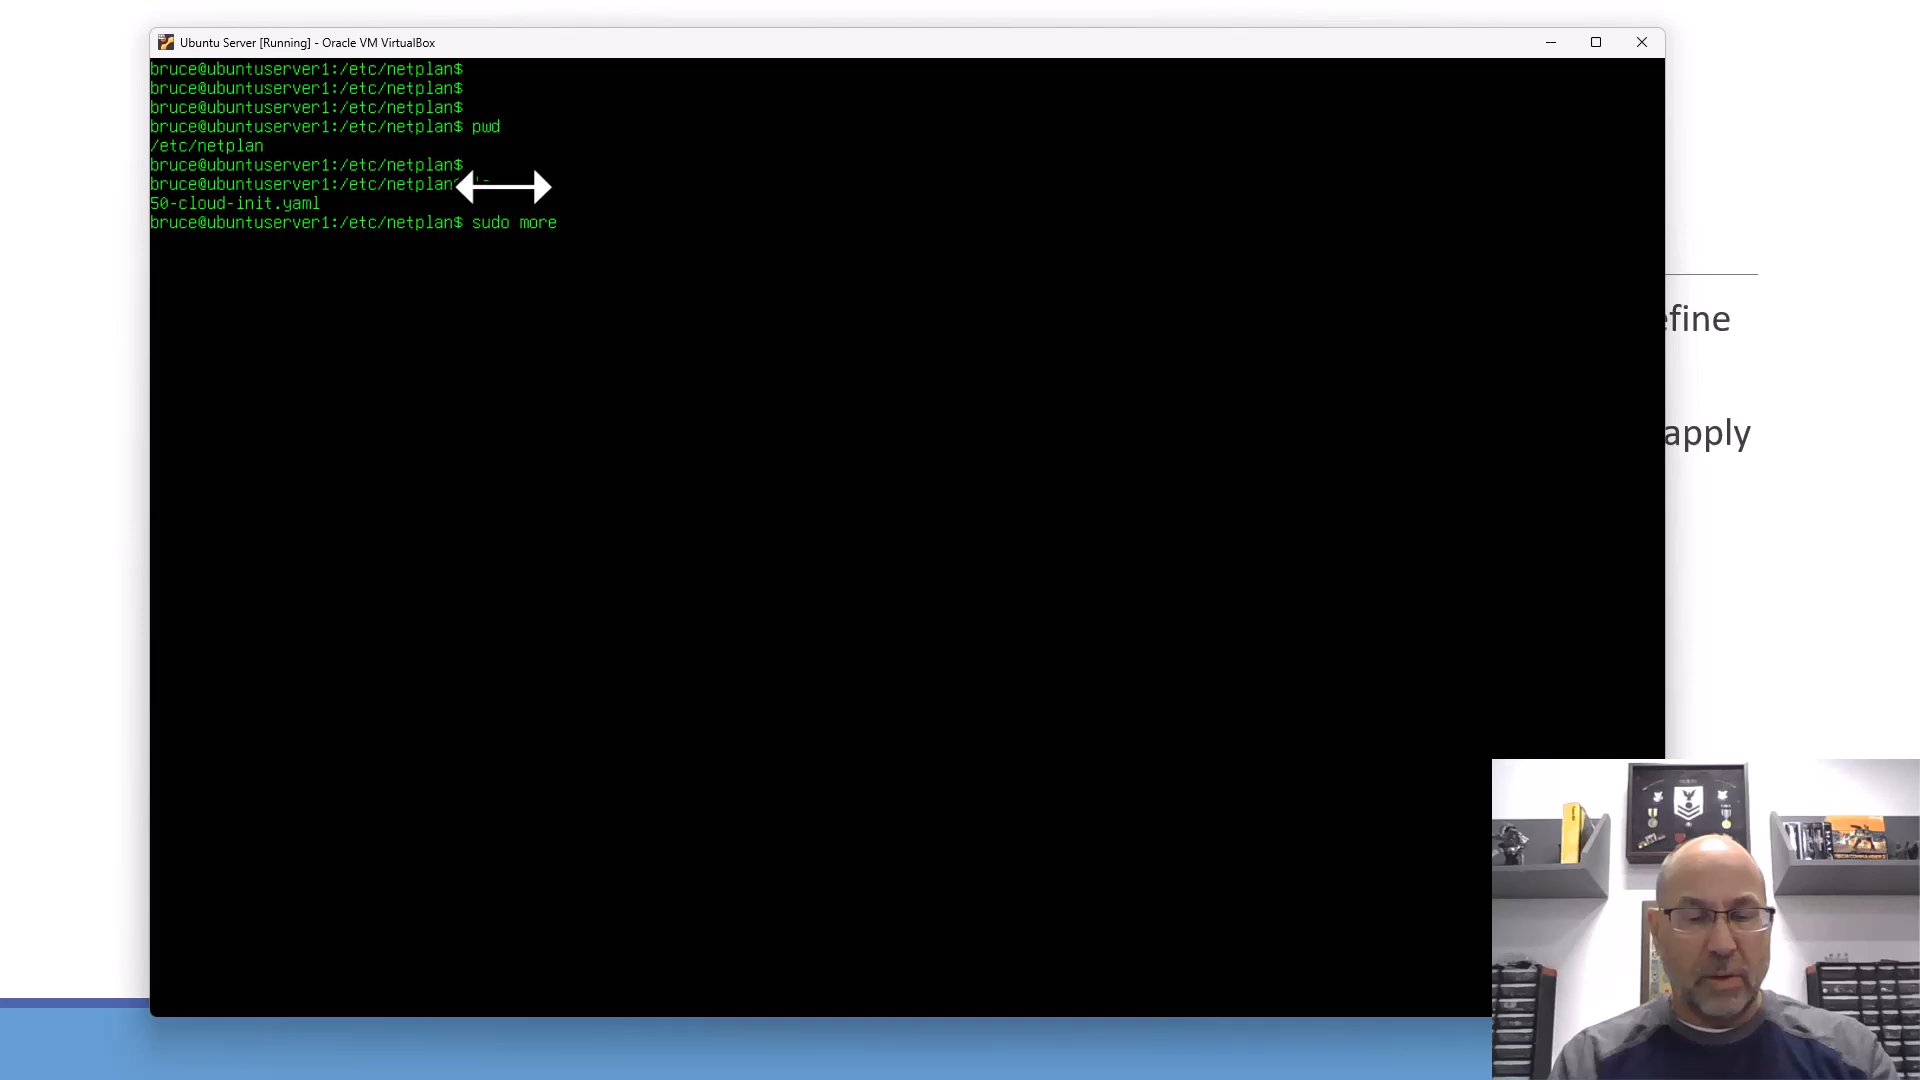 Ubuntu Server [Running] - Oracle VM VirtualBox
bruce@ubuntuserver1:/etc/netplan$
bruce@ubuntuserver1:/etc/netplan$
bruce@ubuntuserver1:/etc/netplan$
bruce@ubuntuserver1:/etc/netplan$ pwd
/etc/netplan
bruce@ubuntuserver1:/etc/netplan$
bruce@ubuntuserver1:/etc/netplan
50-cloud-init.yaml
bruce@ubuntuserver1:/etc/netplan$ sudo more
efine
apply